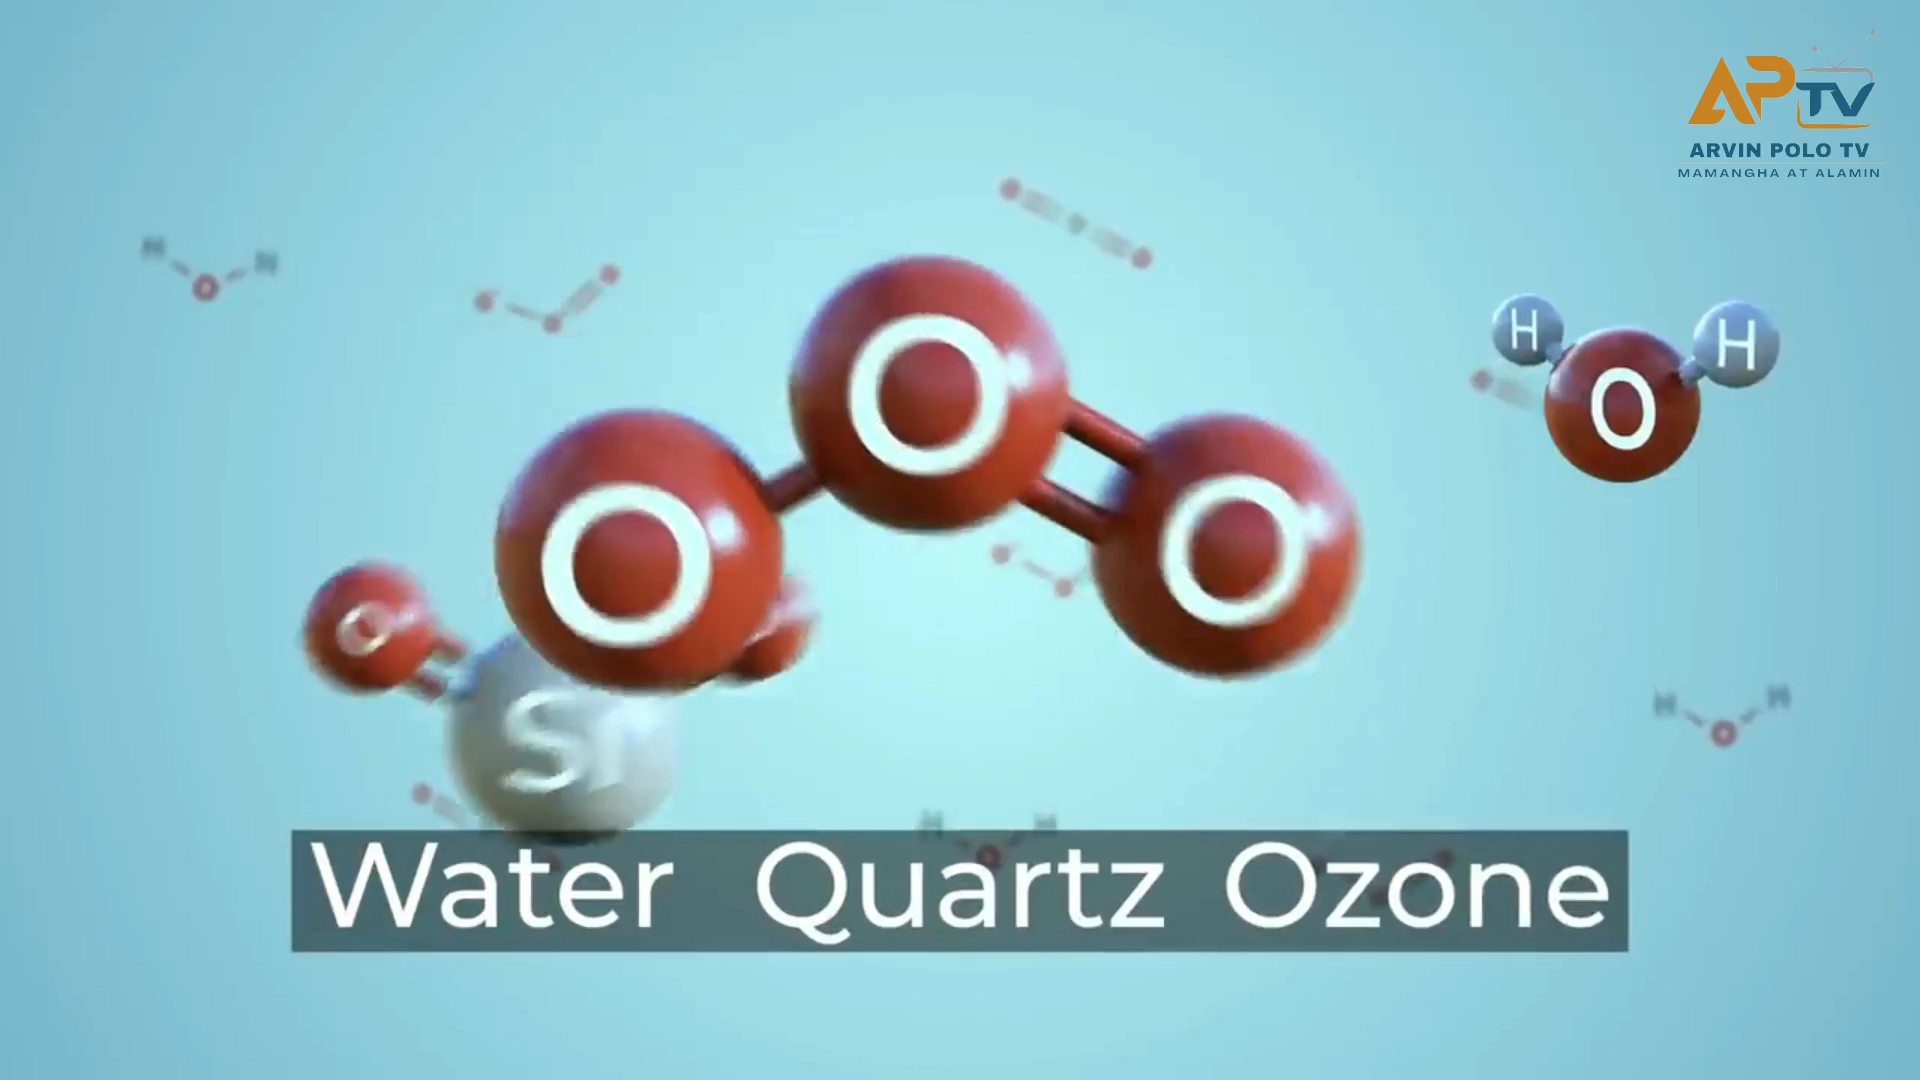 APTV
ARVIN POLO TV
MAMANGHA AT ALAMIN
H H
O
H H
O
O
O O
O
Si
H H
O
H H
Water Quartz Ozone